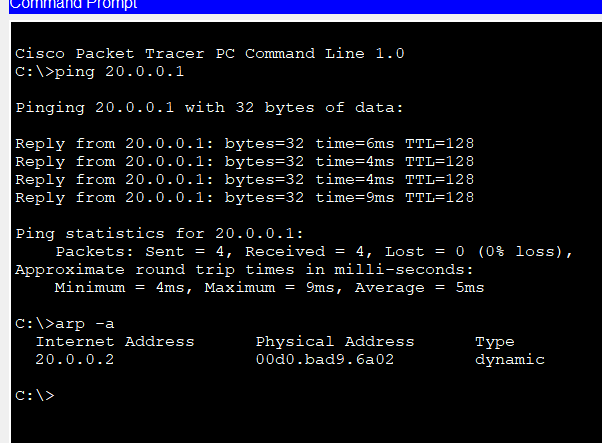 Command Prompt
Cisco Packet Tracer PC Command Line 1.0
C:\>ping 20.0.0.1
Pinging 20.0.0.1 with 32 bytes of data:
Reply from 20.0.0.1: bytes=32 time=6ms TTL=128
Reply from 20.0.0.1: bytes=32 time=4ms TTL=128
Reply from 20.0.0.1: bytes=32 time=4ms TTL=128
Reply from 20.0.0.1: bytes=32 time=9ms TTL=128
Ping statistics for 20.0.0.1:
Packets: Sent = 4, Received = 4, Lost = 0 (0% loss),
Approximate round trip times in milli-seconds:
Minimum = 4ms, Maximum = 9ms, Average = 5ms
C:\>arp -a
Internet Address Physical Address Type
20.0.0.2 00d0.bad9.6a02 dynamic
C:\>